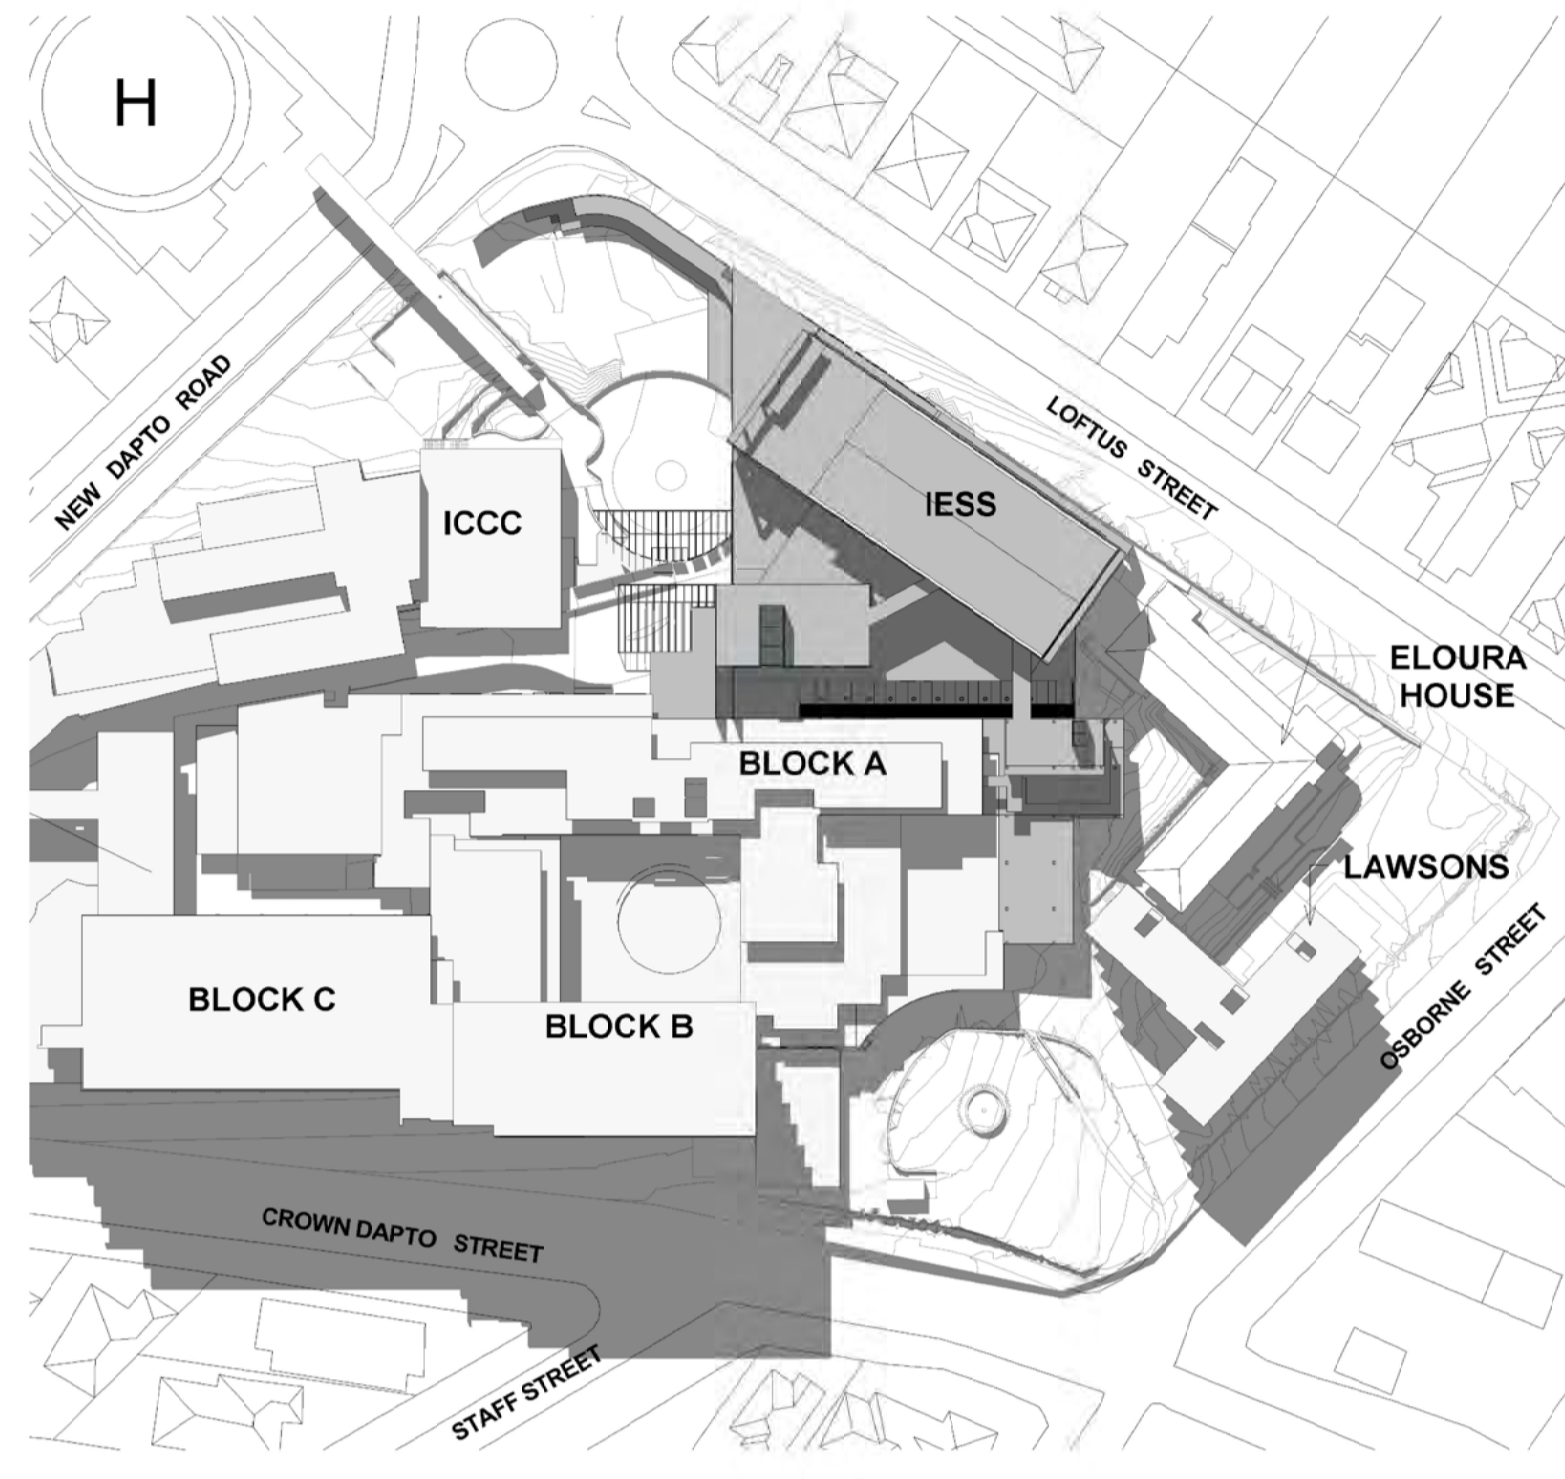 H
NEW DAPTO ROAD
LOFTUS STREET
ICCC
IESS
ELOURA
HOUSE
BLOCK A
LAWSONS
BLOCK C
BLOCK B
OSBORNE STREET
CROWN DAPTO STREET
STAFF STREET